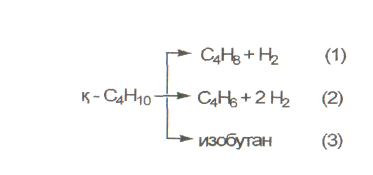 C₄H₈ + H₂ (1)
қ - C₄H₁₀ C₄H₆ + 2 H₂ (2)
изобутан (3)